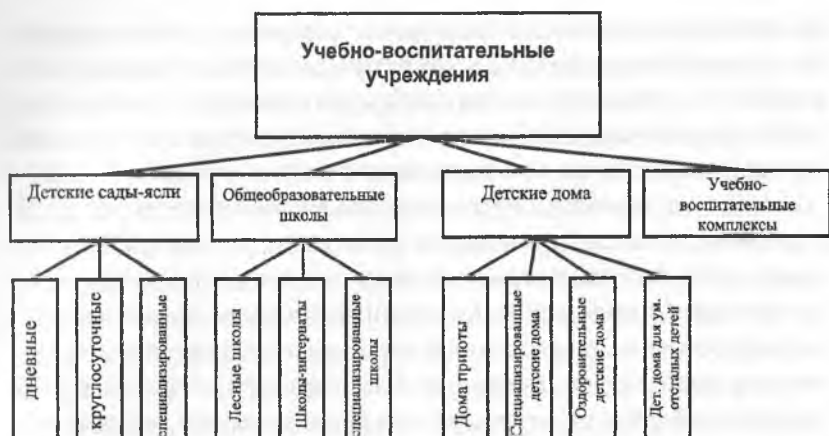 Учебно-воспитательные
учреждения
Детские сады-ясли
Общеобразовательные
школы
Детские дома
Учебно-
воспитательные
комплексы
дневные
круглосуточные
специализированные
Лесные школы
Школы-интернаты
специализированные
школы
Дома-приюты
Специализированные
детские дома
Оздоровительные
детские дома
Дет. дома для ум.
отсталых детей